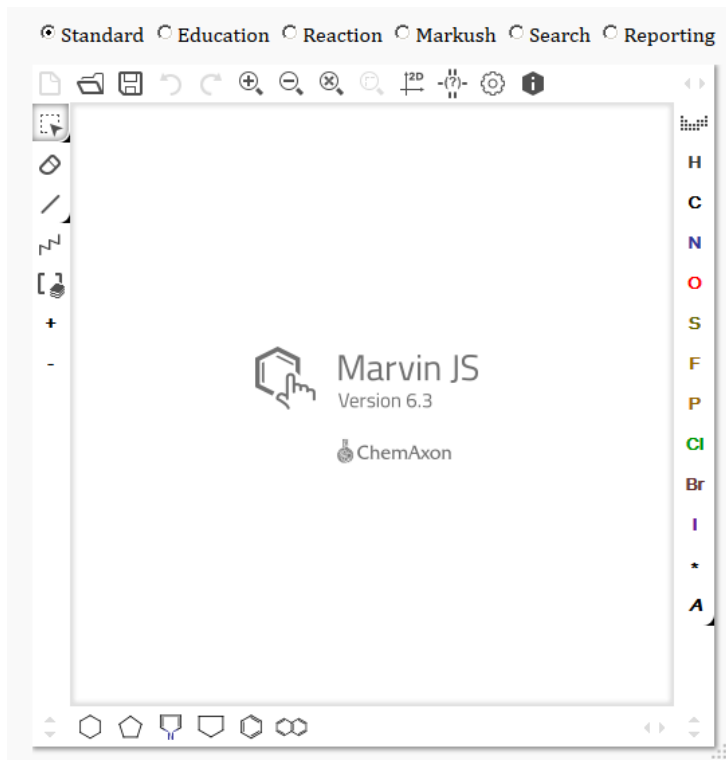 Standard Education Reaction Markush Search Reporting
2D
(?)
i
H
C
N
O
+
S
-
F
Marvin JS
Version 6.3
P
Cl
ChemAxon
Br
I
*
A
N